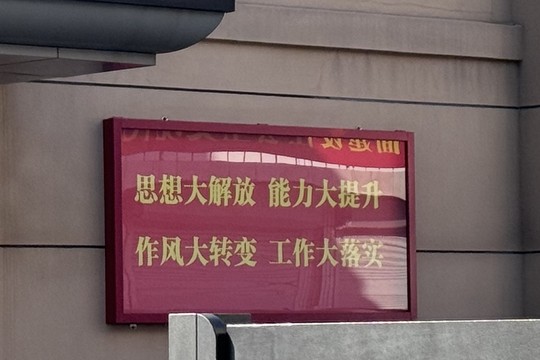 思想大解放 能力大提升
作风大转变 工作大落实